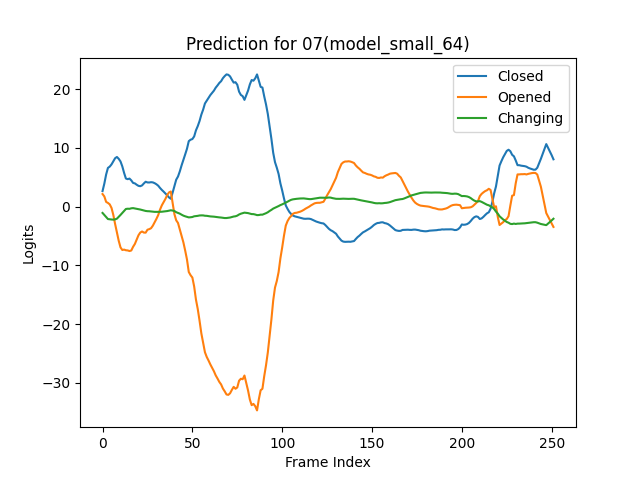 Prediction for 07(model_small_64)
Closed
Opened
Changing
Logits
20
10
0
−10
−20
−30
0
50
100
150
200
250
Frame Index